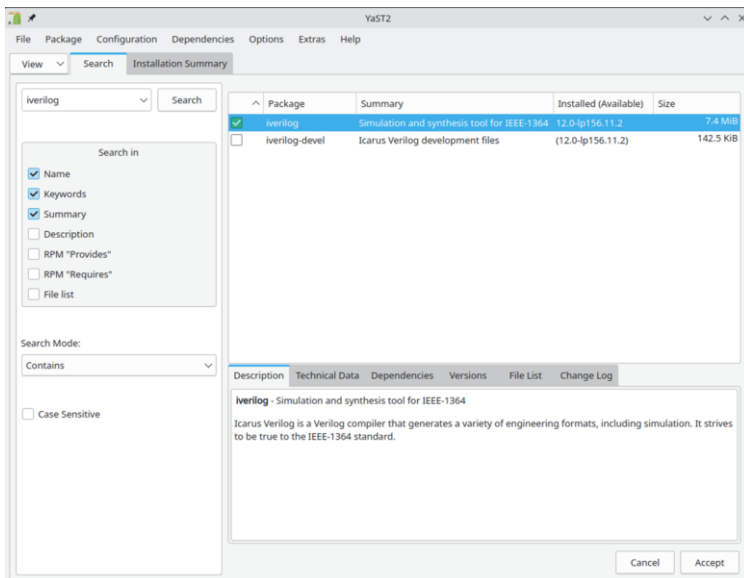 YaST2
File Package Configuration Dependencies Options Extras Help
View Search Installation Summary
iverilog Search
Search in
Name
Keywords
Summary
Description
RPM "Provides"
RPM "Requires"
File list
Search Mode:
Contains
Case Sensitive
Package Summary Installed (Available) Size
iverilog Simulation and synthesis tool for IEEE-1364 12.0-lp156.11.2 7.4 MiB
iverilog-devel Icarus Verilog development files (12.0-lp156.11.2) 142.5 KiB
Description Technical Data Dependencies Versions File List Change Log
iverilog - Simulation and synthesis tool for IEEE-1364
Icarus Verilog is a Verilog compiler that generates a variety of engineering formats, including simulation. It strives
to be true to the IEEE-1364 standard.
Cancel Accept